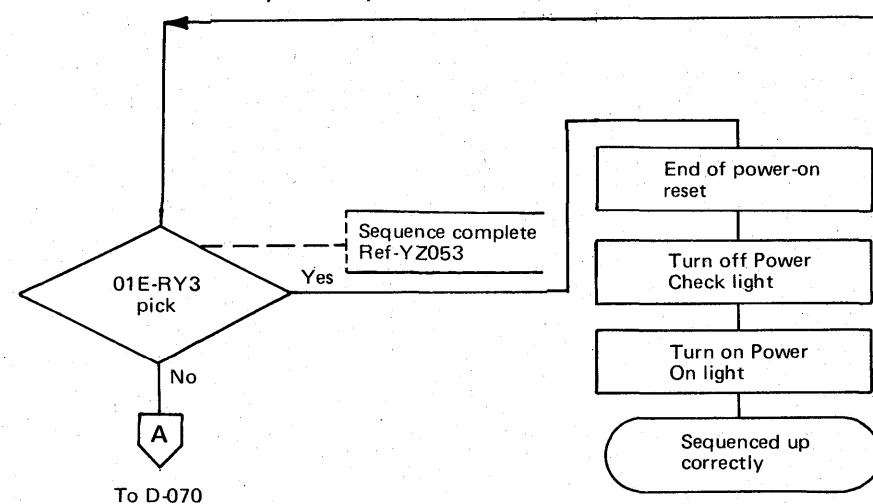 Sequence complete
Ref-YZ053
01E-RY3
pick
Yes
No
A
To D-070
End of power-on
reset
Turn off Power
Check light
Turn on Power
On light
Sequenced up
correctly